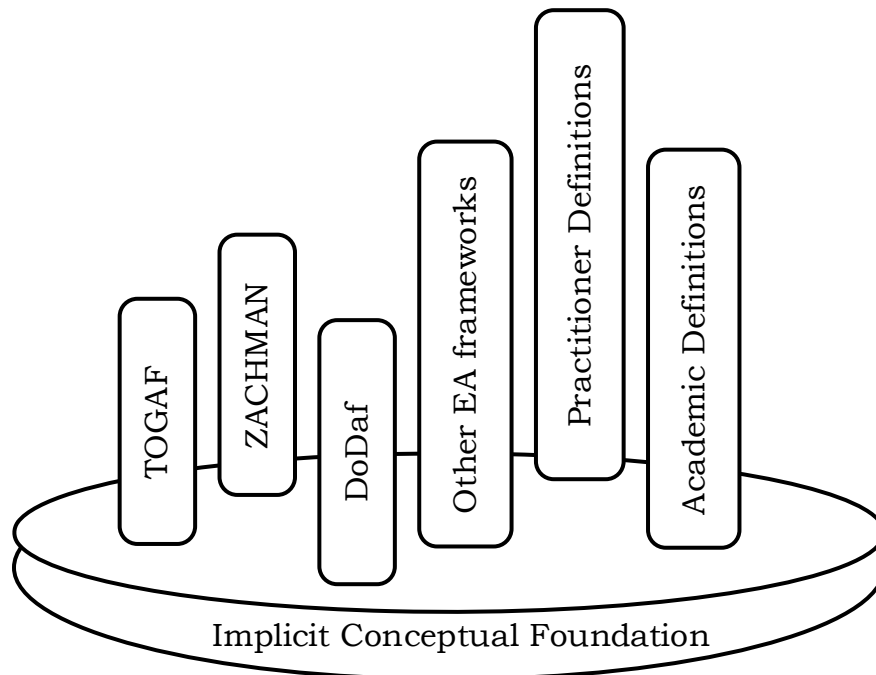 TOGAF
ZACHMAN
DoDaf
Other EA frameworks
Practitioner Definitions
Academic Definitions
Implicit Conceptual Foundation